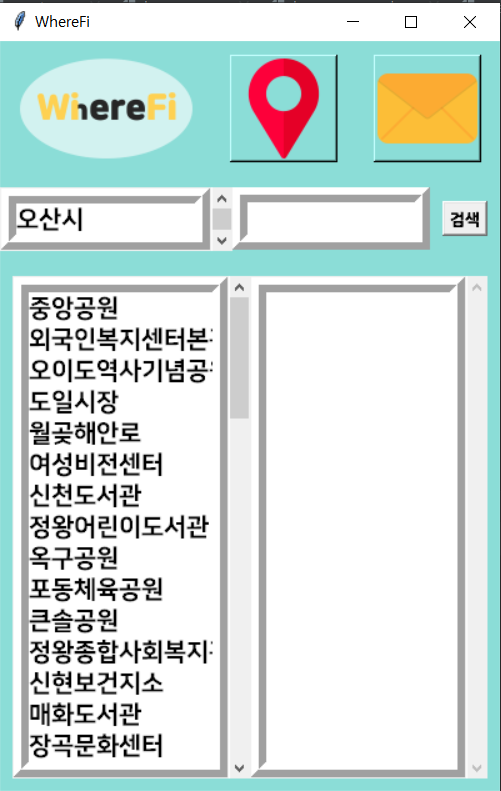 WhereFi
WhereFi
오산시
검색
중앙공원
외국인복지센터본
오이도역사기념공
도일시장
월곶해안로
여성비전센터
신천도서관
정왕어린이도서관
옥구공원
포동체육공원
큰솔공원
정왕종합사회복지
신현보건지소
매화도서관
장곡문화센터